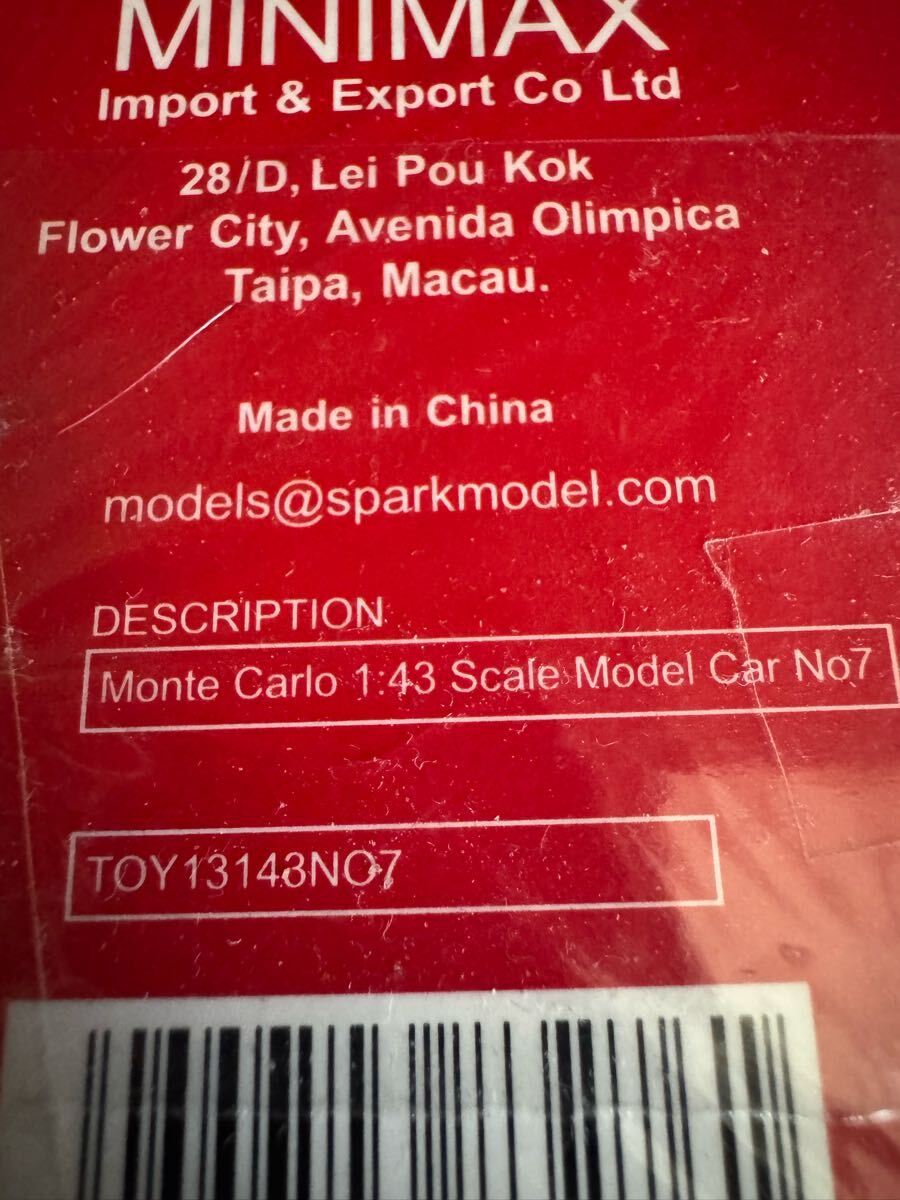 MINIMAX
Import & Export Co Ltd
28/D, Lei Pou Kok
Flower City, Avenida Olimpica
Taipa, Macau.
Made in China
models@sparkmodel.com
DESCRIPTION
Monte Carlo 1:43 Scale Model Car No7
TOY13143NO7